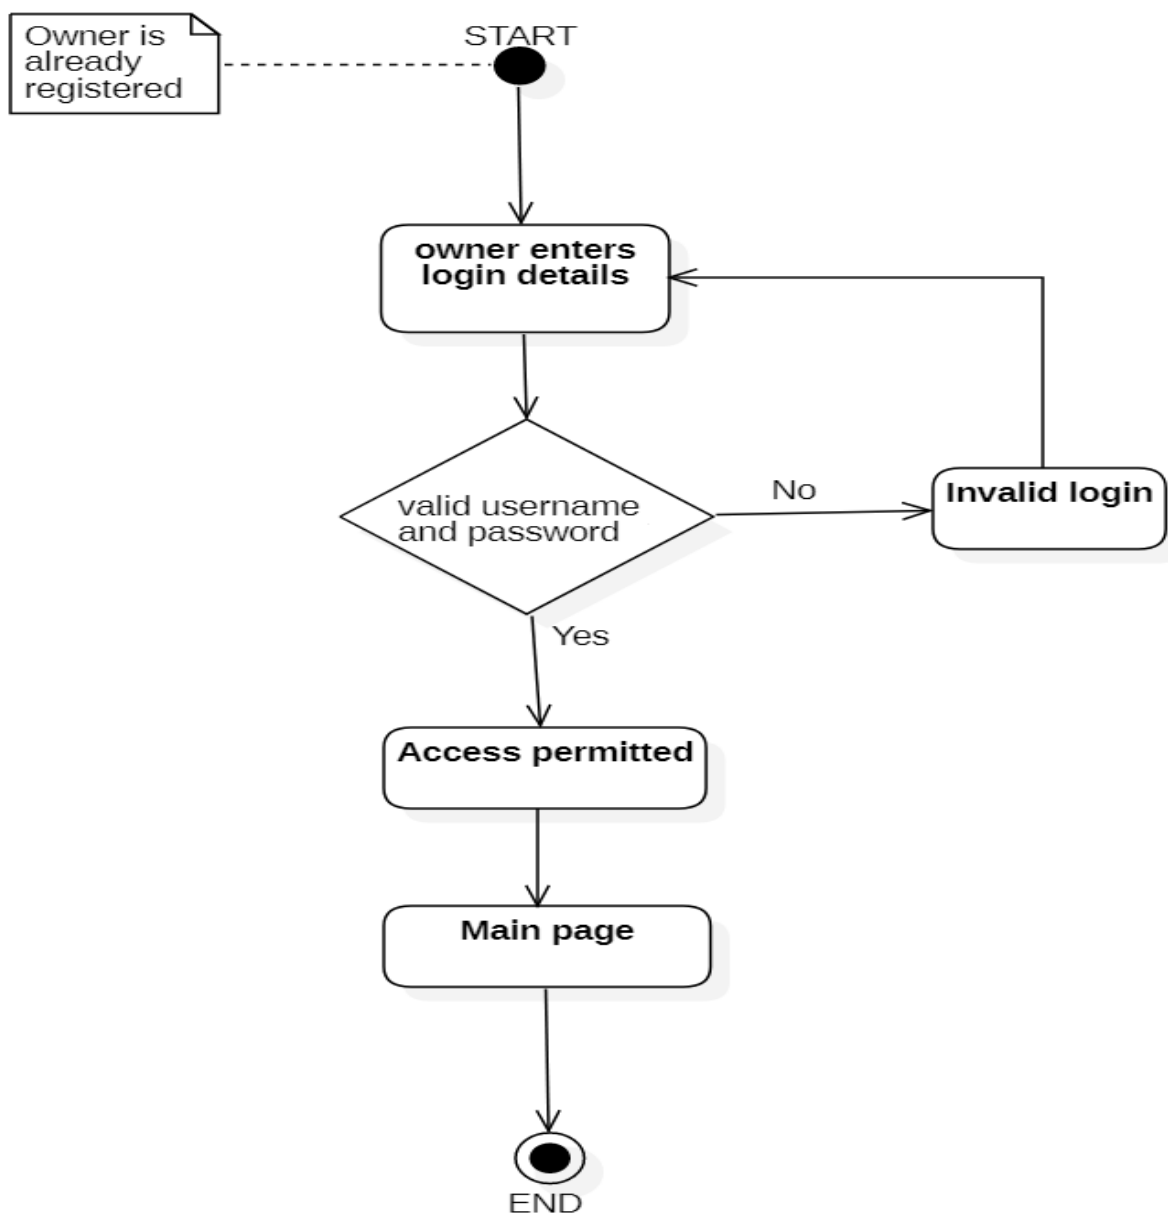 Owner is
already
registered
START
owner enters
login details
valid username
and password
No
Invalid login
Yes
Access permitted
Main page
END